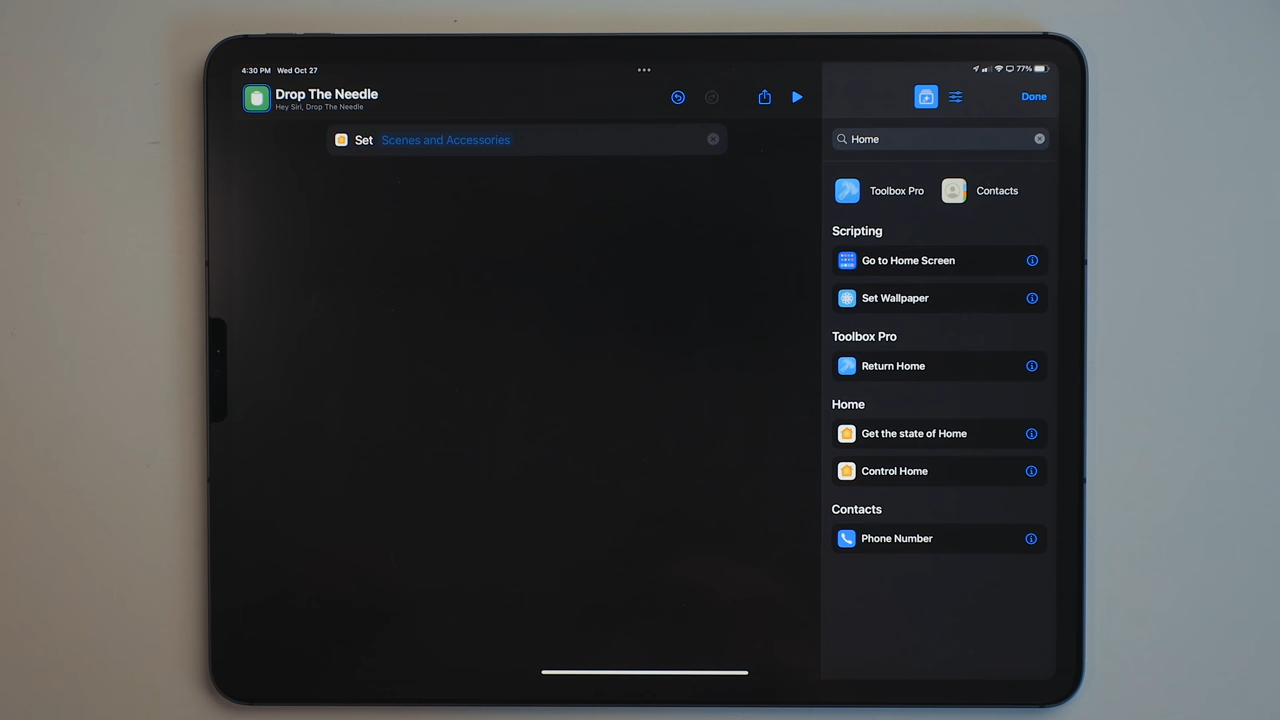 4:30 PM Wed Oct 27
77%
Drop The Needle
Hey Siri, Drop The Needle
Done
Set Scenes and Accessories
Home
Toolbox Pro
Contacts
Scripting
Go to Home Screen
Set Wallpaper
Toolbox Pro
Return Home
Home
Get the state of Home
Control Home
Contacts
Phone Number